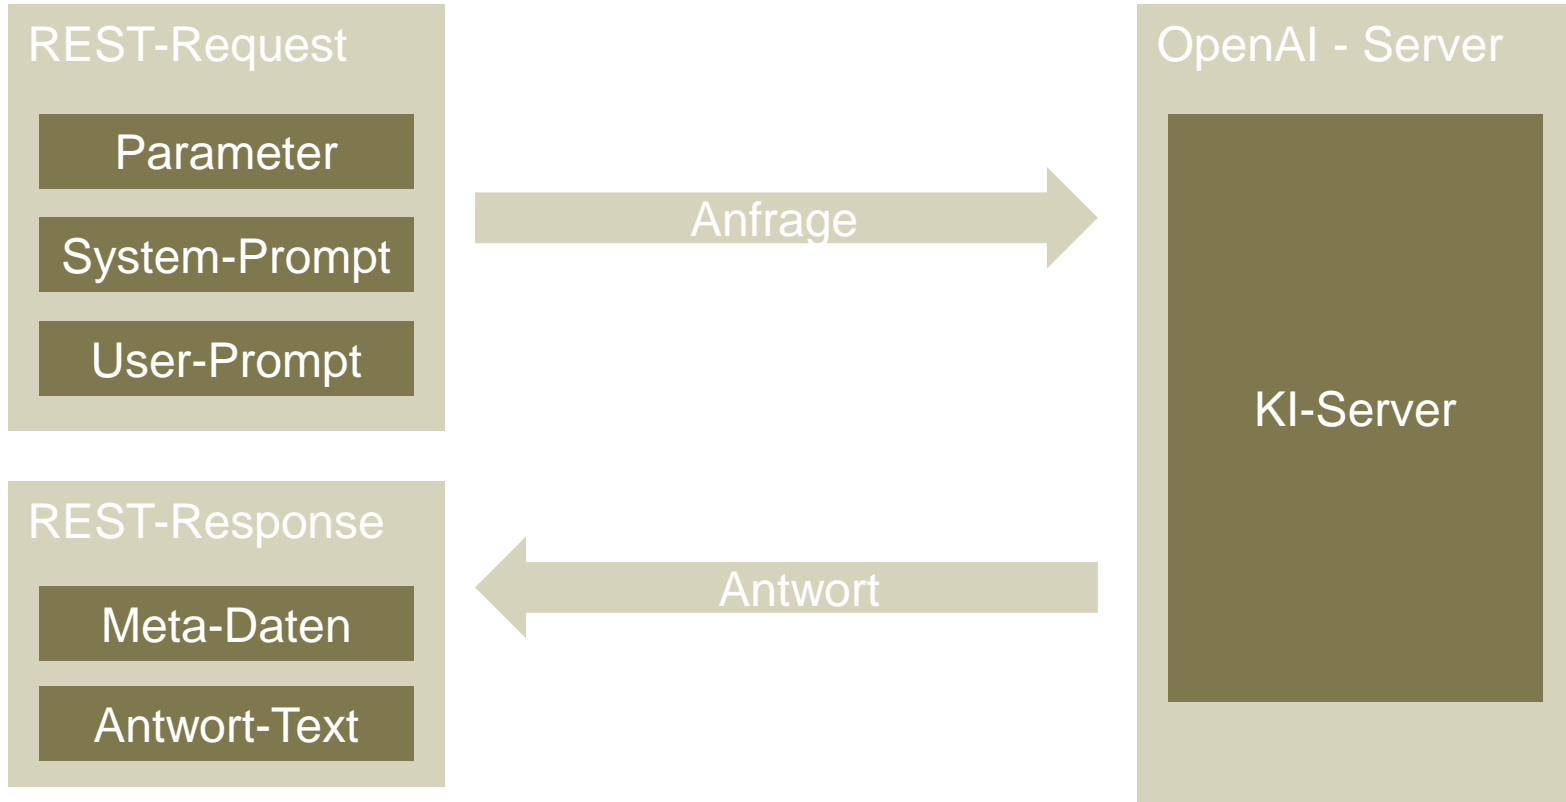 REST-Request
Parameter
System-Prompt
User-Prompt
Anfrage
OpenAI - Server
KI-Server
REST-Response
Meta-Daten
Antwort-Text
Antwort